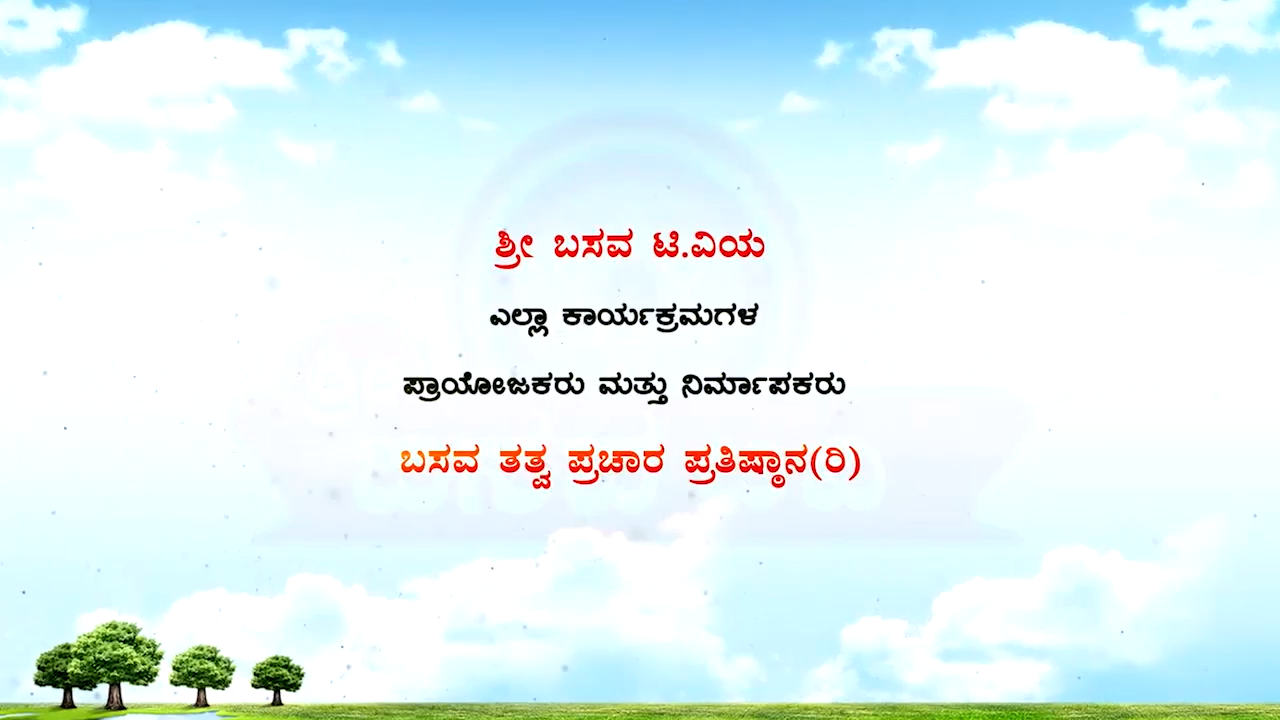 ಶ್ರೀ ಬಸವ ಟಿ.ವಿಯ
ಎಲ್ಲಾ ಕಾರ್ಯಕ್ರಮಗಳ
ಪ್ರಾಯೋಜಕರು ಮತ್ತು ನಿರ್ಮಾಪಕರು
ಬಸವ ತತ್ವ ಪ್ರಚಾರ ಪ್ರತಿಷ್ಠಾನ(ರಿ)